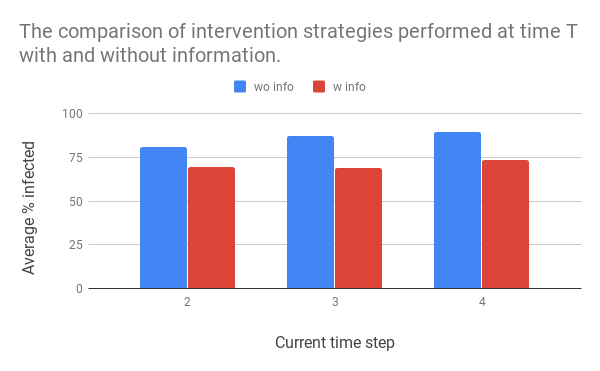 The comparison of intervention strategies performed at time T
with and without information.
wo info w info
100
75
50
25
0
Average % infected
2 3 4
Current time step